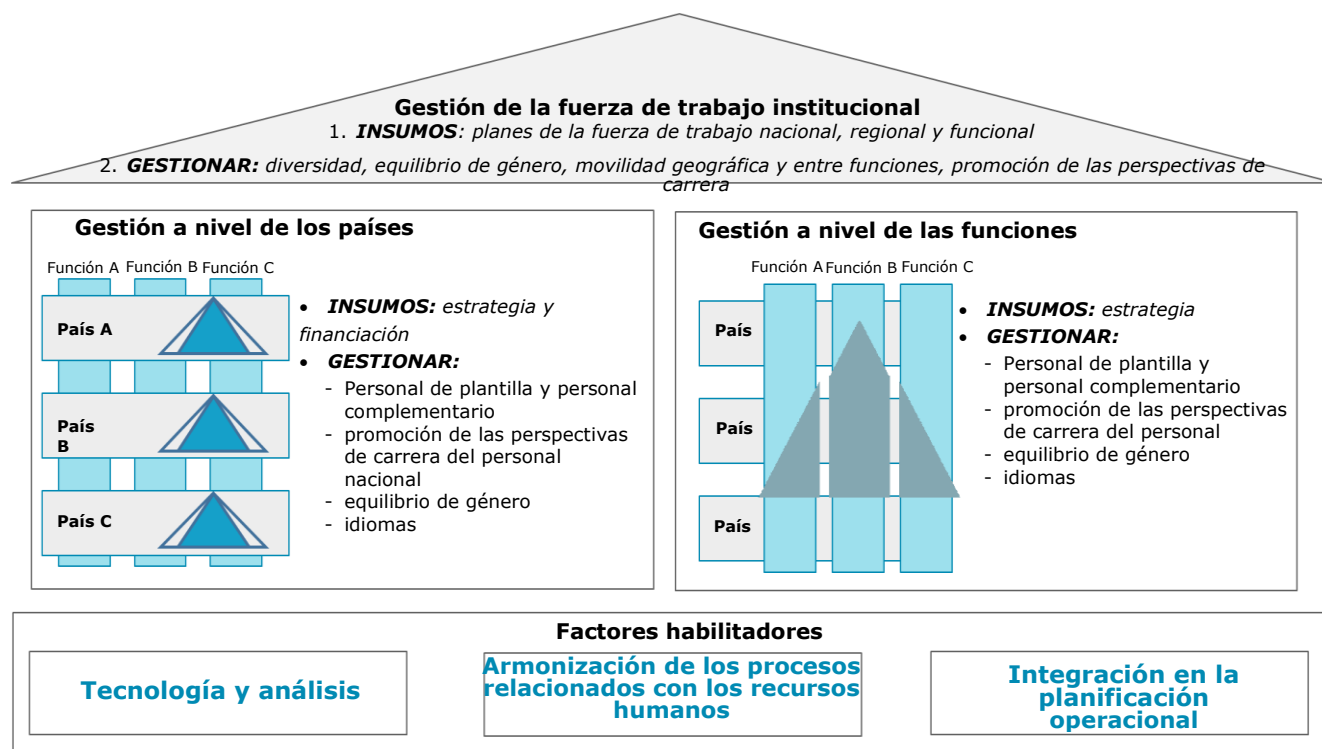 Gestión de la fuerza de trabajo institucional
1. INSUMOS: planes de la fuerza de trabajo nacional, regional y funcional
2. GESTIONAR: diversidad, equilibrio de género, movilidad geográfica y entre funciones, promoción de las perspectivas de
carrera
Gestión a nivel de los países
Función A Función B Función C
País A
País
B
País C
• INSUMOS: estrategia y
financiación
• GESTIONAR:
- Personal de plantilla y personal
complementario
- promoción de las perspectivas
de carrera del personal
nacional
- equilibrio de género
- idiomas
Gestión a nivel de las funciones
Función A Función B Función C
País
País
País
• INSUMOS: estrategia
• GESTIONAR:
- Personal de plantilla y
personal complementario
- promoción de las perspectivas
de carrera del personal
- equilibrio de género
- idiomas
Factores habilitadores
Tecnología y análisis
Armonización de los procesos
relacionados con los recursos
humanos
Integración en la
planificación
operacional